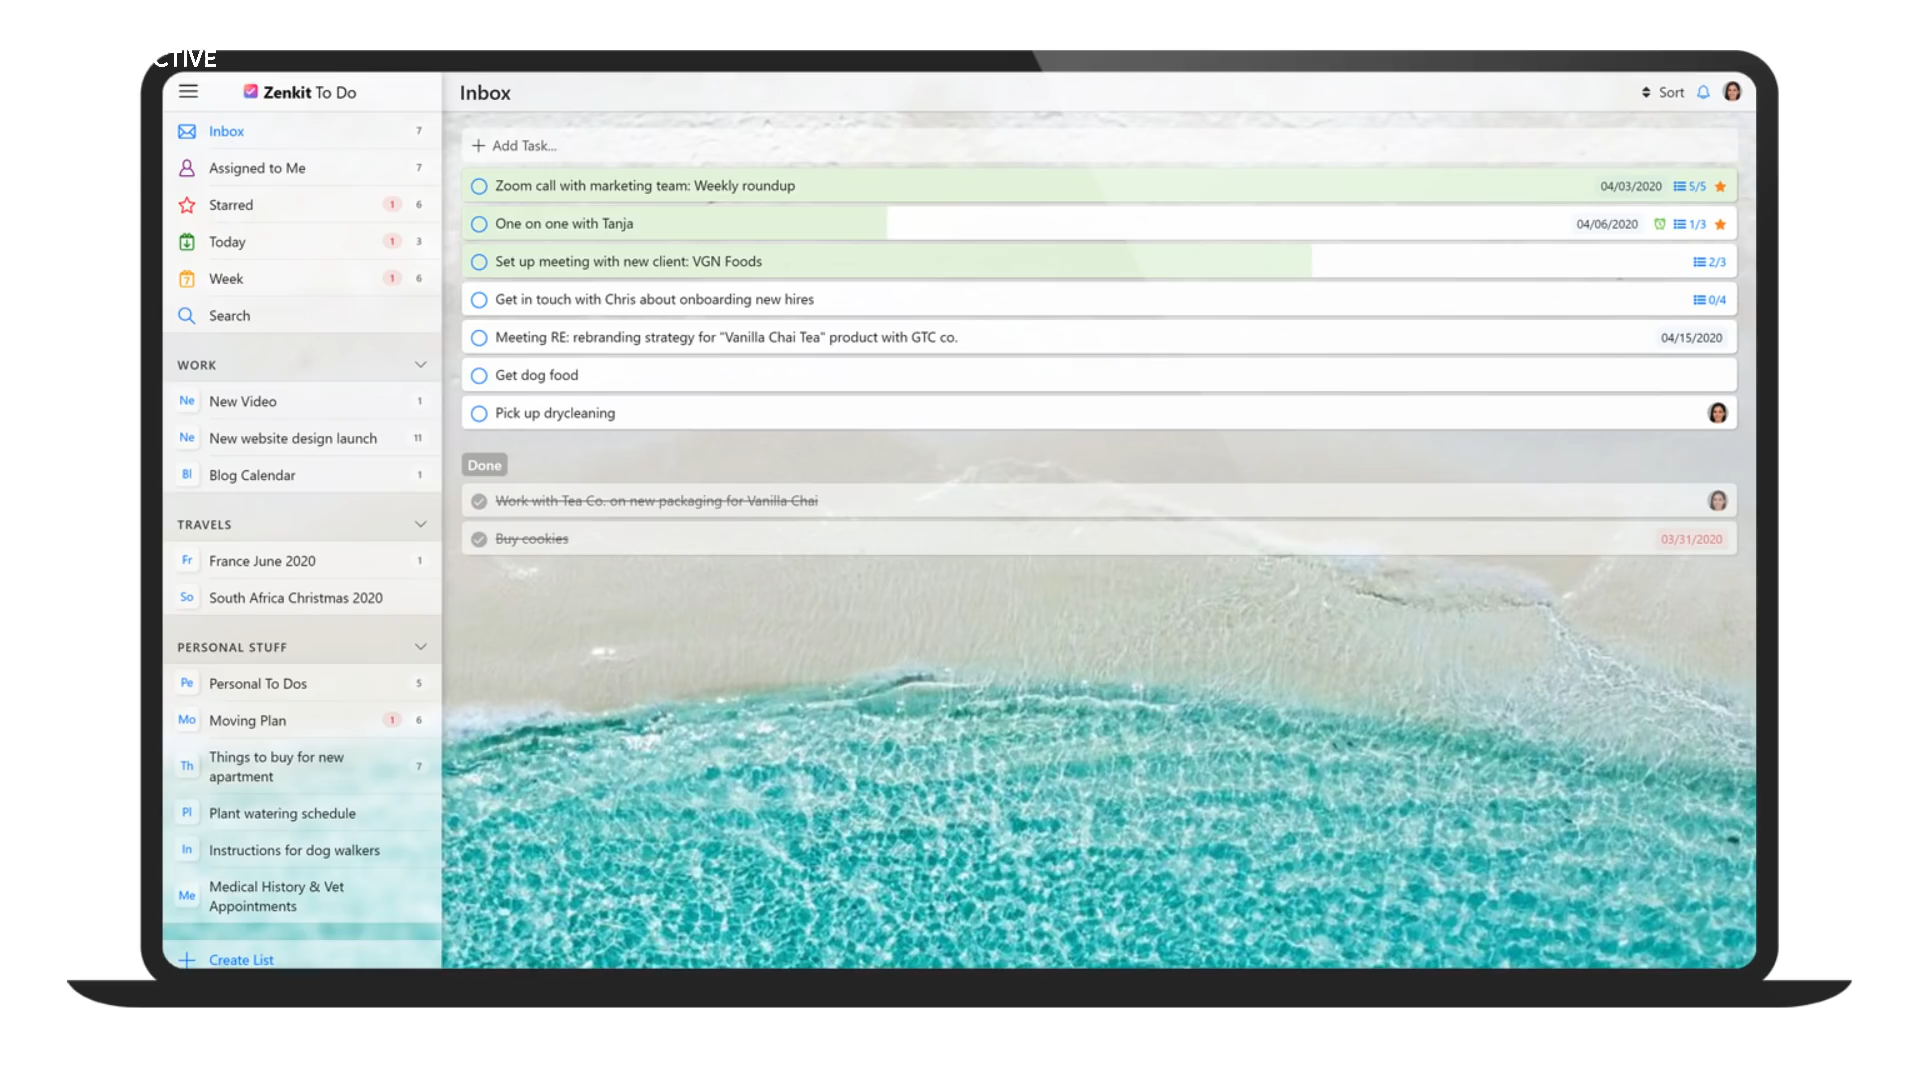 CTIVE
Zenkit To Do
Inbox 7
Assigned to Me 7
Starred 1 6
Today 1 3
7 Week 1 6
Search
WORK
Ne New Video 1
Ne New website design launch 11
Bl Blog Calendar 1
TRAVELS
Fr France June 2020 1
So South Africa Christmas 2020
PERSONAL STUFF
Pe Personal To Dos 5
Mo Moving Plan 1 6
Th Things to buy for new
apartment 7
Pl Plant watering schedule
In Instructions for dog walkers
Me Medical History & Vet
Appointments
Create List
Inbox
Sort
Add Task...
Zoom call with marketing team: Weekly roundup 04/03/2020 5/5
One on one with Tanja 04/06/2020 1/3
Set up meeting with new client: VGN Foods 2/3
Get in touch with Chris about onboarding new hires 0/4
Meeting RE: rebranding strategy for "Vanilla Chai Tea" product with GTC co. 04/15/2020
Get dog food
Pick up drycleaning
Done
Work with Tea Co. on new packaging for Vanilla Chai
Buy cookies 03/31/2020